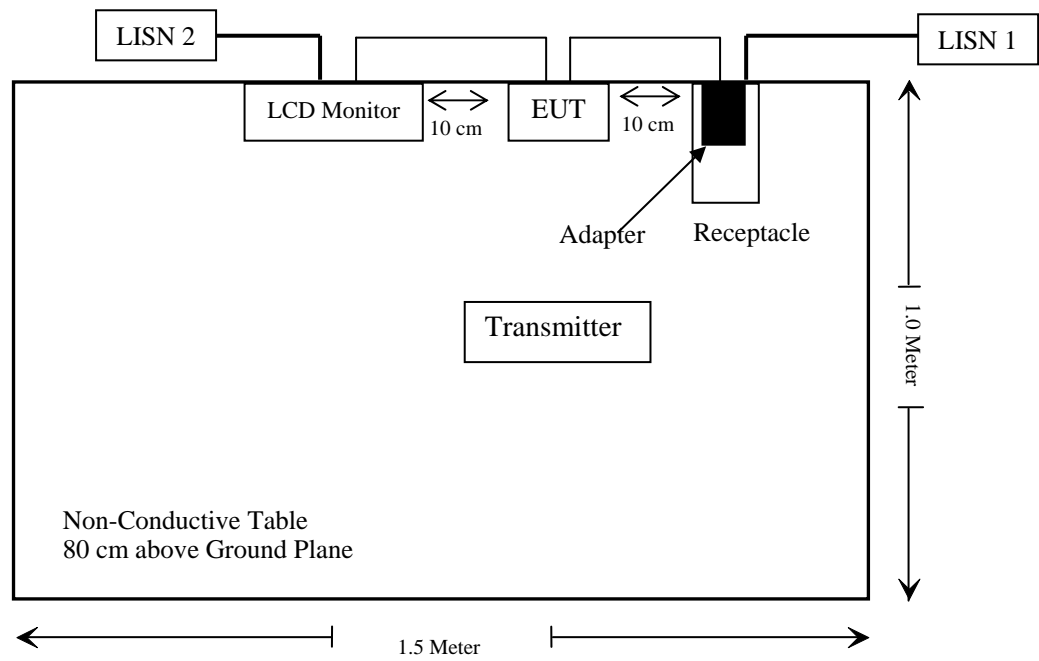 LISN 2
LISN 1
LCD Monitor
10 cm
EUT
10 cm
Adapter
Receptacle
Transmitter
1.0 Meter
Non-Conductive Table
80 cm above Ground Plane
1.5 Meter